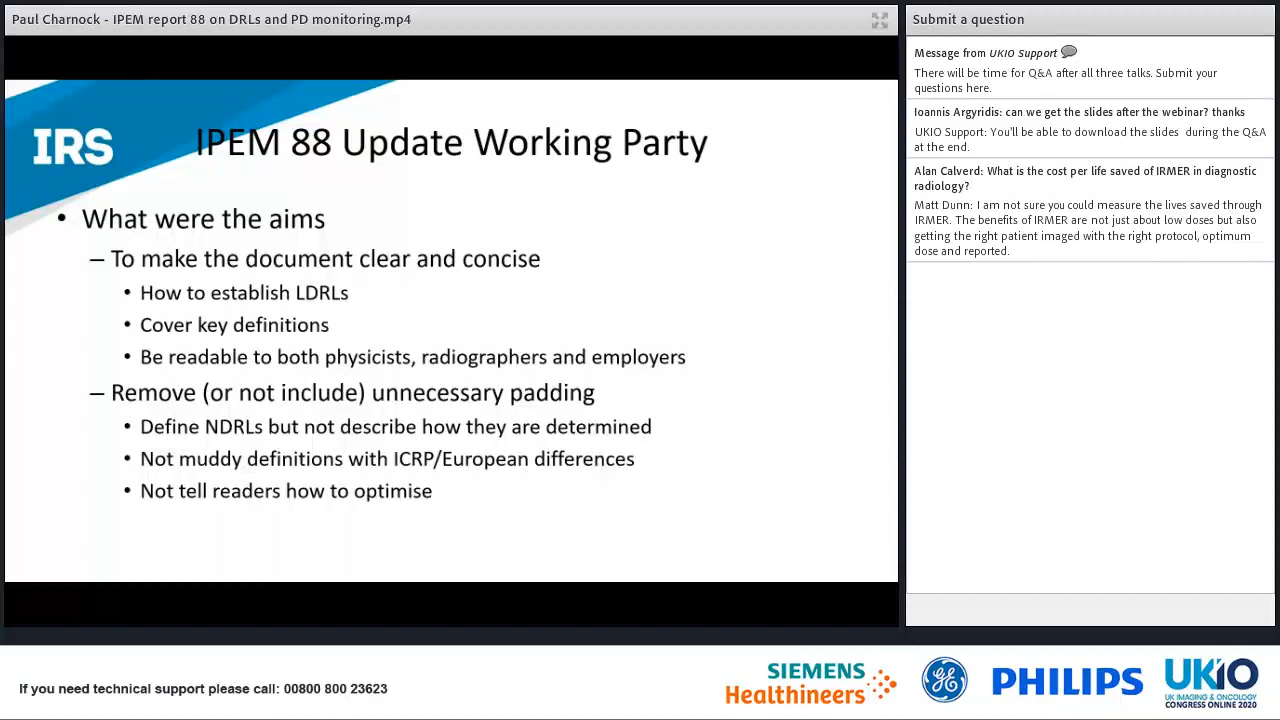 Paul Charnock - IPEM report 88 on DRLs and PD monitoring.mp4
IRS
IPEM 88 Update Working Party
• What were the aims
– To make the document clear and concise
• How to establish LDRLs
• Cover key definitions
• Be readable to both physicists, radiographers and employers
– Remove (or not include) unnecessary padding
• Define NDRLs but not describe how they are determined
• Not muddy definitions with ICRP/European differences
• Not tell readers how to optimise
Submit a question
Message from UKIO Support
There will be time for Q&A after all three talks. Submit your
questions here.
Ioannis Argyridis: can we get the slides after the webinar? thanks
UKIO Support: You'll be able to download the slides during the Q&A
at the end.
Alan Calverd: What is the cost per life saved of IRMER in diagnostic
radiology?
Matt Dunn: I am not sure you could measure the lives saved through
IRMER. The benefits of IRMER are not just about low doses but also
getting the right patient imaged with the right protocol, optimum
dose and reported.
If you need technical support please call: 00800 800 23623
SIEMENS
Healthineers
GE
PHILIPS
UKIO
UK IMAGING & ONCOLOGY
CONGRESS ONLINE 2020